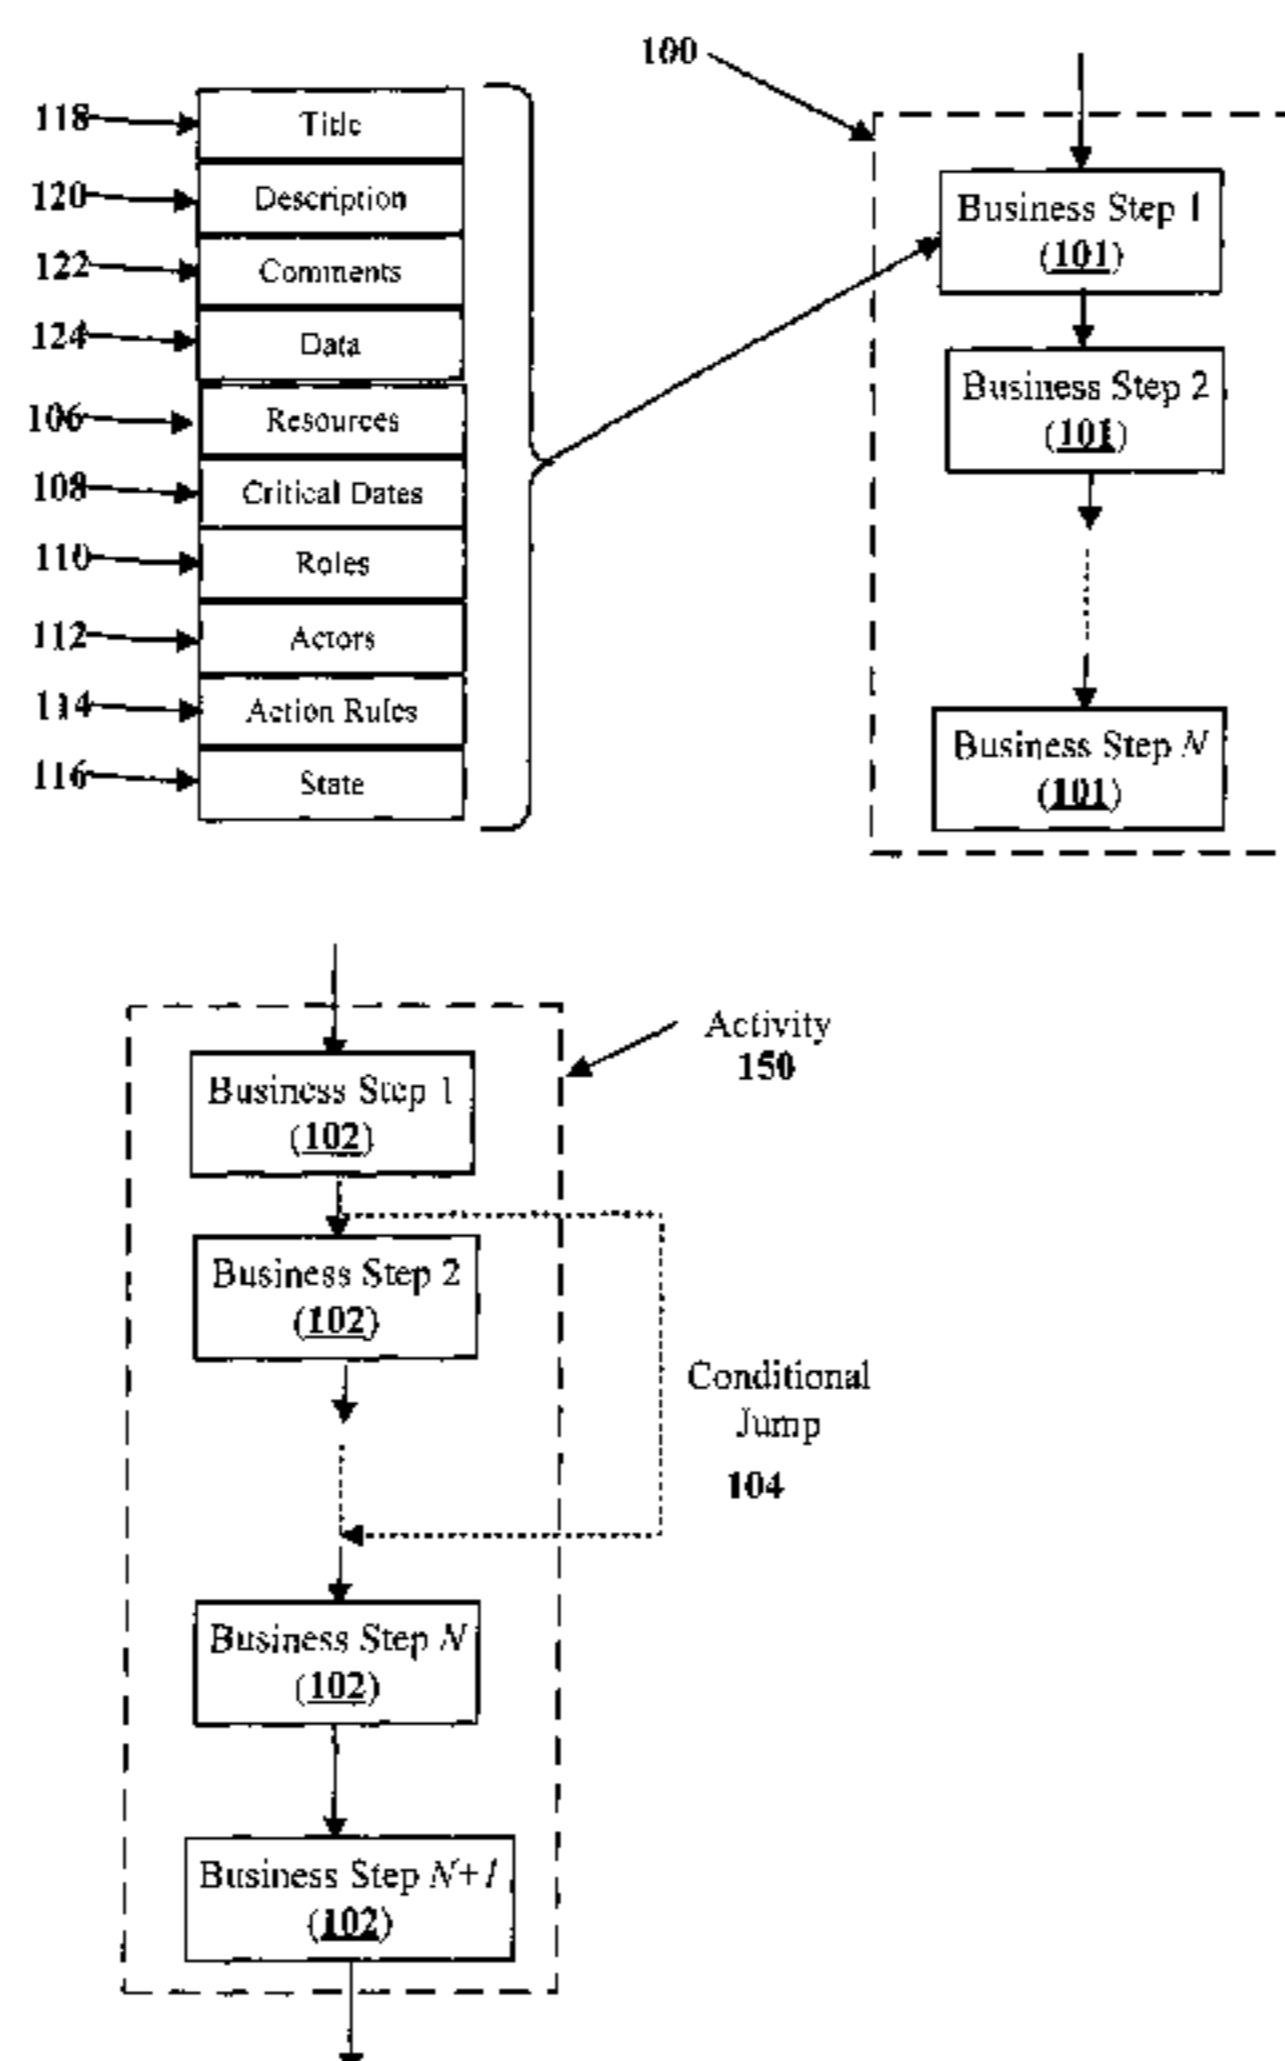 100
118 Title
120 Description
122 Comments
124 Data
106 Resources
108 Critical Dates
110 Roles
112 Actors
114 Action Rules
116 State
Business Step 1
(101)
Business Step 2
(101)
Business Step N
(101)
Activity
150
Business Step 1
(102)
Business Step 2
(102)
Conditional
Jump
104
Business Step N
(102)
Business Step N+1
(102)